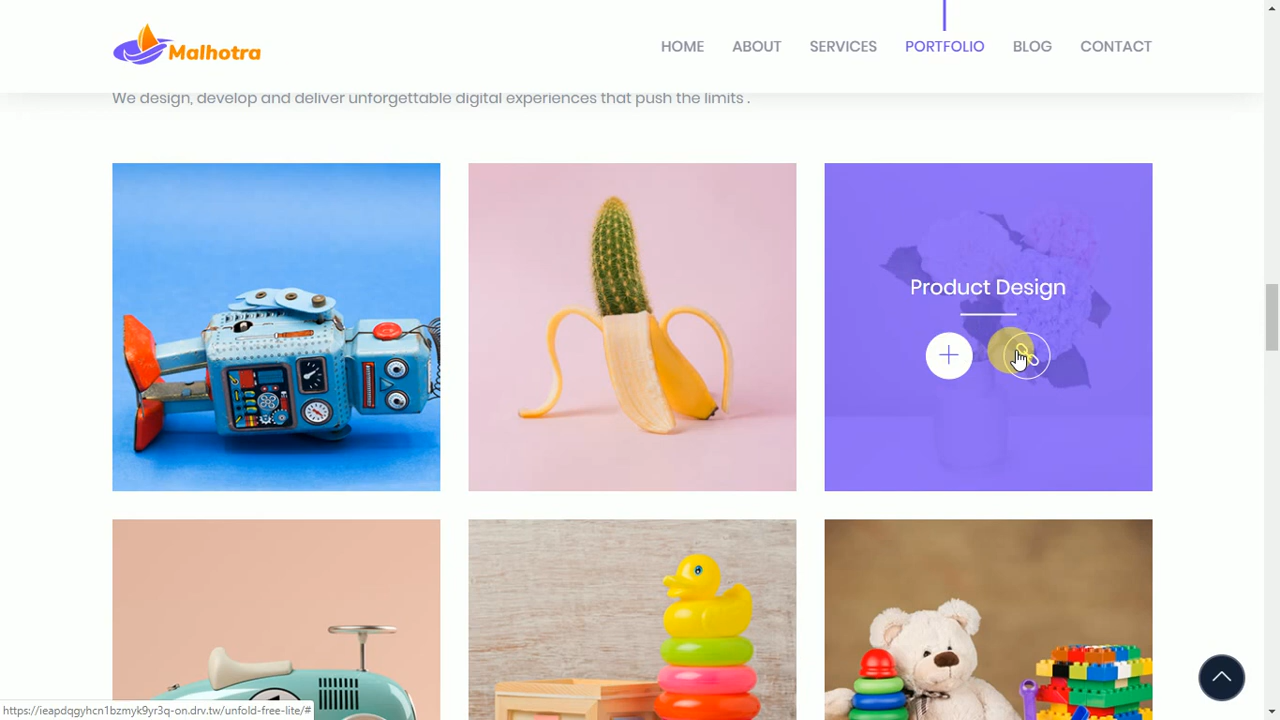 Malhotra
HOME ABOUT SERVICES PORTFOLIO BLOG CONTACT
We design, develop and deliver unforgettable digital experiences that push the limits .
Product Design
1
https://ieapdqgyhcn1bzmyk9yr3q-on.drv.tw/unfold-free-lite/#